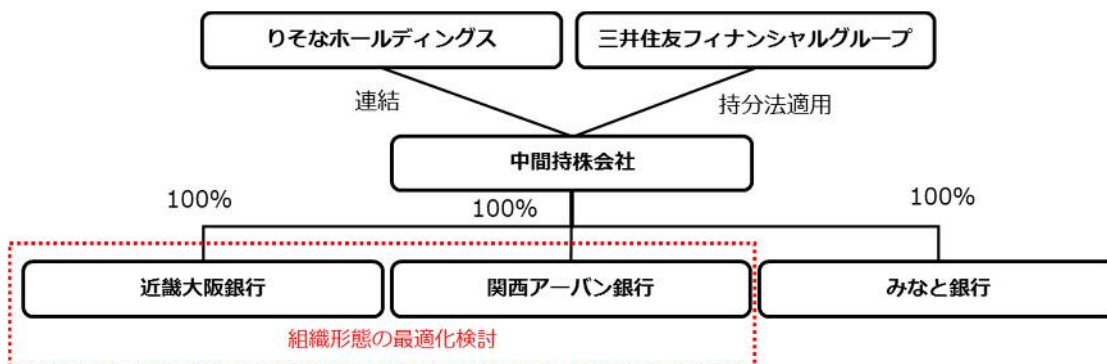 りそなホールディングス
三井住友フィナンシャルグループ
連結
持分法適用
中間持株会社
100%
100%
100%
近畿大阪銀行
関西アーバン銀行
みなと銀行
組織形態の最適化検討